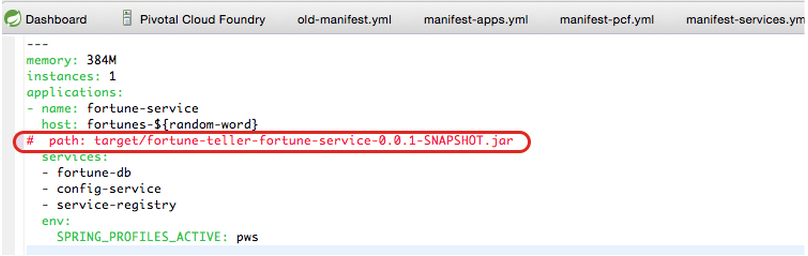 Dashboard Pivotal Cloud Foundry old-manifest.yml manifest-apps.yml manifest-pcf.yml manifest-services.ym
---
memory: 384M
instances: 1
applications:
- name: fortune-service
  host: fortunes-${random-word}
#  path: target/fortune-teller-fortune-service-0.0.1-SNAPSHOT.jar
  services:
  - fortune-db
  - config-service
  - service-registry
  env:
    SPRING_PROFILES_ACTIVE: pws